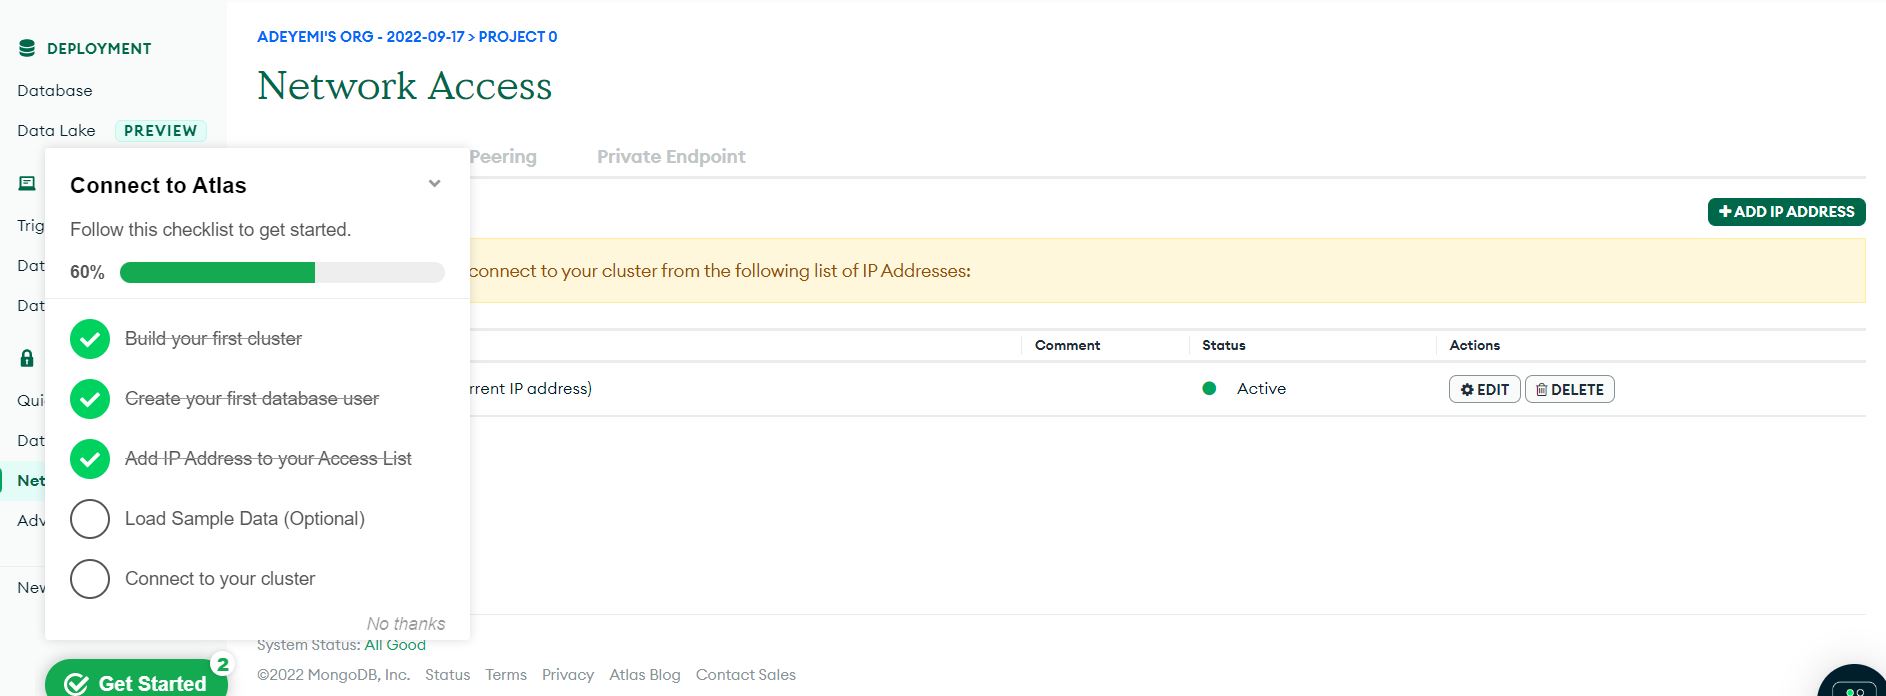 DEPLOYMENT
Database
Data Lake PREVIEW
Trig
Dat
Dat
Qui
Dat
Net
Adv
New
Connect to Atlas
Follow this checklist to get started.
60%
Build your first cluster
Create your first database user
Add IP Address to your Access List
Load Sample Data (Optional)
Connect to your cluster
No thanks
Get Started 2
ADEYEMI'S ORG - 2022-09-17 > PROJECT 0
Network Access
Peering Private Endpoint
ADD IP ADDRESS
connect to your cluster from the following list of IP Addresses:
Comment Status Actions
rrent IP address) Active EDIT DELETE
System Status: All Good
©2022 MongoDB, Inc. Status Terms Privacy Atlas Blog Contact Sales